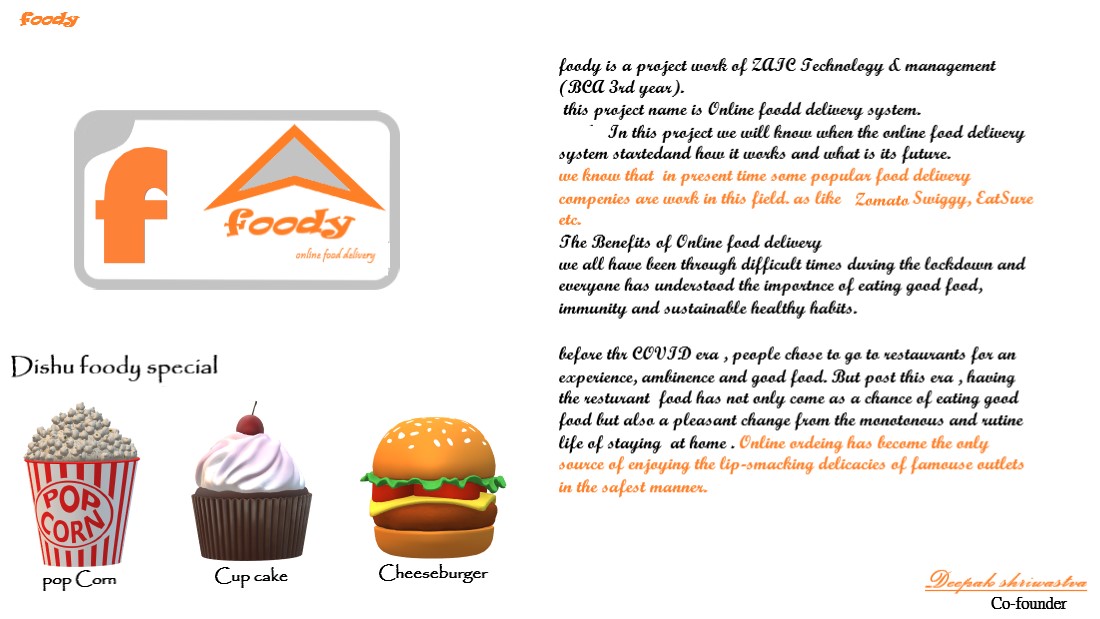 foody
f
foody
online food delivery
Dishu foody special
POP
CORN
pop Corn
Cup cake
Cheeseburger
foody is a project work of ZAIC Technology & management
(BCA 3rd year).
this project name is Online foodd delivery system.
In this project we will know when the online food delivery
system startedand how it works and what is its future.
we know that in present time some popular food delivery
compenies are work in this field. as like Zomato Swiggy, EatSure
etc.
The Benefits of Online food delivery
we all have been through difficult times during the lockdown and
everyone has understood the importnce of eating good food,
immunity and sustainable healthy habits.
before thr COVID era , people chose to go to restaurants for an
experience, ambinence and good food. But post this era , having
the resturant food has not only come as a chance of eating good
food but also a pleasant change from the monotonous and rutine
life of staying at home . Online ordeing has become the only
source of enjoying the lip-smacking delicacies of famouse outlets
in the safest manner.
Deepak shriwastva
Co-founder